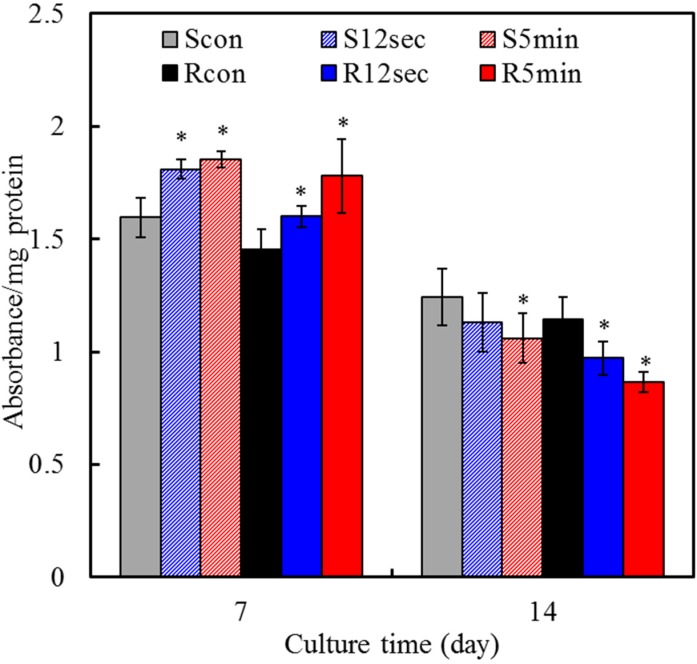 2.5
Scon S12sec S5min
Rcon R12sec R5min
2
* * *
*
1.5
* * *
1
0.5
0
7 14
Culture time (day)
Absorbance/mg protein